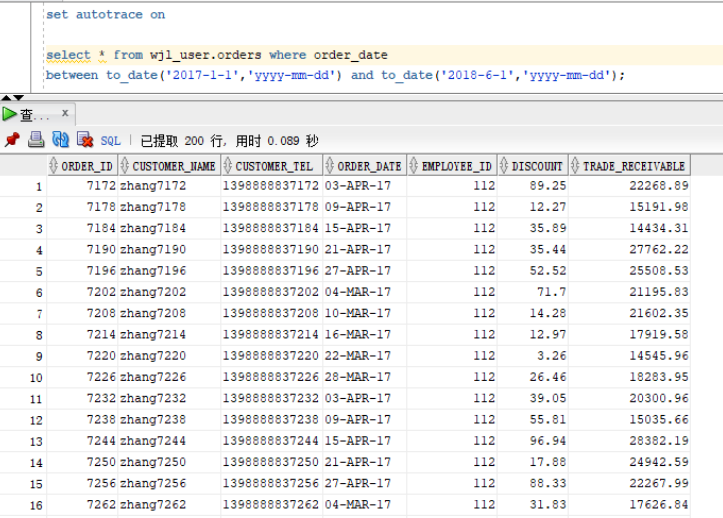 set autotrace on
select * from wjl_user.orders where order_date
between to_date('2017-1-1','yyyy-mm-dd') and to_date('2018-6-1','yyyy-mm-dd');
查... x
SQL | 已提取 200 行, 用时 0.089 秒
ORDER_ID CUSTOMER_NAME CUSTOMER_TEL ORDER_DATE EMPLOYEE_ID DISCOUNT TRADE_RECEIVABLE
1 7172 zhang7172 1398888837172 03-APR-17 112 89.25 22268.89
2 7178 zhang7178 1398888837178 09-APR-17 112 12.27 15191.98
3 7184 zhang7184 1398888837184 15-APR-17 112 35.89 14434.31
4 7190 zhang7190 1398888837190 21-APR-17 112 35.44 27762.22
5 7196 zhang7196 1398888837196 27-APR-17 112 52.52 25508.53
6 7202 zhang7202 1398888837202 04-MAR-17 112 71.7 21195.83
7 7208 zhang7208 1398888837208 10-MAR-17 112 14.28 21602.35
8 7214 zhang7214 1398888837214 16-MAR-17 112 12.97 17919.58
9 7220 zhang7220 1398888837220 22-MAR-17 112 3.26 14545.96
10 7226 zhang7226 1398888837226 28-MAR-17 112 26.46 18283.95
11 7232 zhang7232 1398888837232 03-APR-17 112 39.05 20300.96
12 7238 zhang7238 1398888837238 09-APR-17 112 55.81 15035.66
13 7244 zhang7244 1398888837244 15-APR-17 112 96.94 28382.19
14 7250 zhang7250 1398888837250 21-APR-17 112 17.88 24942.59
15 7256 zhang7256 1398888837256 27-APR-17 112 88.33 22267.99
16 7262 zhang7262 1398888837262 04-MAR-17 112 31.83 17626.84